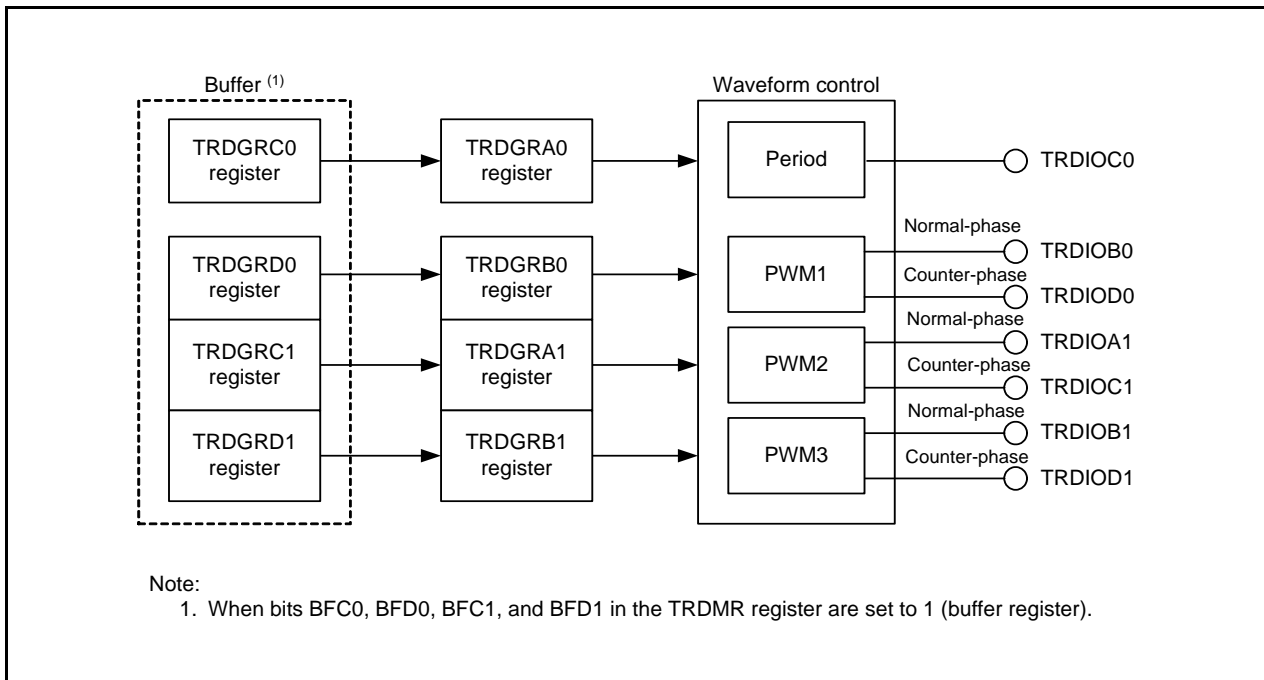 Buffer (1)
Waveform control
TRDGRC0
register
TRDGRA0
register
Period
TRDIOC0
TRDGRD0
register
TRDGRB0
register
PWM1
Normal-phase
TRDIOB0
Counter-phase
TRDIOD0
TRDGRC1
register
TRDGRA1
register
PWM2
Normal-phase
TRDIOA1
Counter-phase
TRDIOC1
TRDGRD1
register
TRDGRB1
register
PWM3
Normal-phase
TRDIOB1
Counter-phase
TRDIOD1
Note:
1. When bits BFC0, BFD0, BFC1, and BFD1 in the TRDMR register are set to 1 (buffer register).